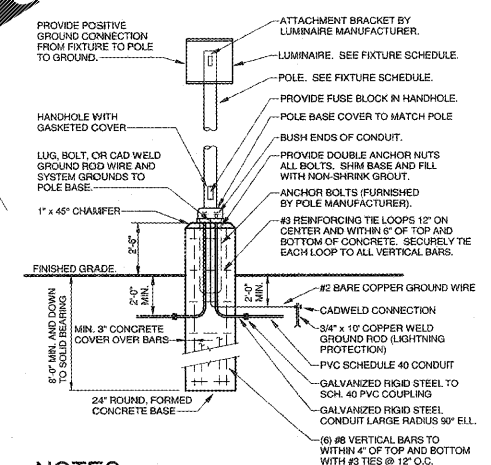 PROVIDE POSITIVE
GROUND CONNECTION
FROM FIXTURE TO POLE
TO GROUND.
HANDHOLE WITH
GASKETED COVER
LUG, BOLT, OR CAD WELD
GROUND ROD WIRE AND
SYSTEM GROUNDS TO
POLE BASE.
1" x 45° CHAMFER
2'-6"
FINISHED GRADE.
2'-0"
MIN.
2'-0"
MIN.
8'-0" MIN. AND DOWN
TO SOLID BEARING
MIN. 3" CONCRETE
COVER OVER BARS
24" ROUND, FORMED
CONCRETE BASE
ATTACHMENT BRACKET BY
LUMINAIRE MANUFACTURER.
LUMINAIRE. SEE FIXTURE SCHEDULE.
POLE. SEE FIXTURE SCHEDULE.
PROVIDE FUSE BLOCK IN HANDHOLE.
POLE BASE COVER TO MATCH POLE
BUSH ENDS OF CONDUIT.
PROVIDE DOUBLE ANCHOR NUTS
ALL BOLTS. SHIM BASE AND FILL
WITH NON-SHRINK GROUT.
ANCHOR BOLTS (FURNISHED
BY POLE MANUFACTURER).
#3 REINFORCING TIE LOOPS 12" ON
CENTER AND WITHIN 6" OF TOP AND
BOTTOM OF CONCRETE. SECURELY TIE
EACH LOOP TO ALL VERTICAL BARS.
#2 BARE COPPER GROUND WIRE
CADWELD CONNECTION
3/4" x 10' COPPER WELD
GROUND ROD (LIGHTNING
PROTECTION)
PVC SCHEDULE 40 CONDUIT
GALVANIZED RIGID STEEL TO
SCH. 40 PVC COUPLING
GALVANIZED RIGID STEEL
CONDUIT LARGE RADIUS 90° ELL.
(6) #8 VERTICAL BARS TO
WITHIN 4" OF TOP AND BOTTOM
WITH #3 TIES @ 12" O.C.
NOTES